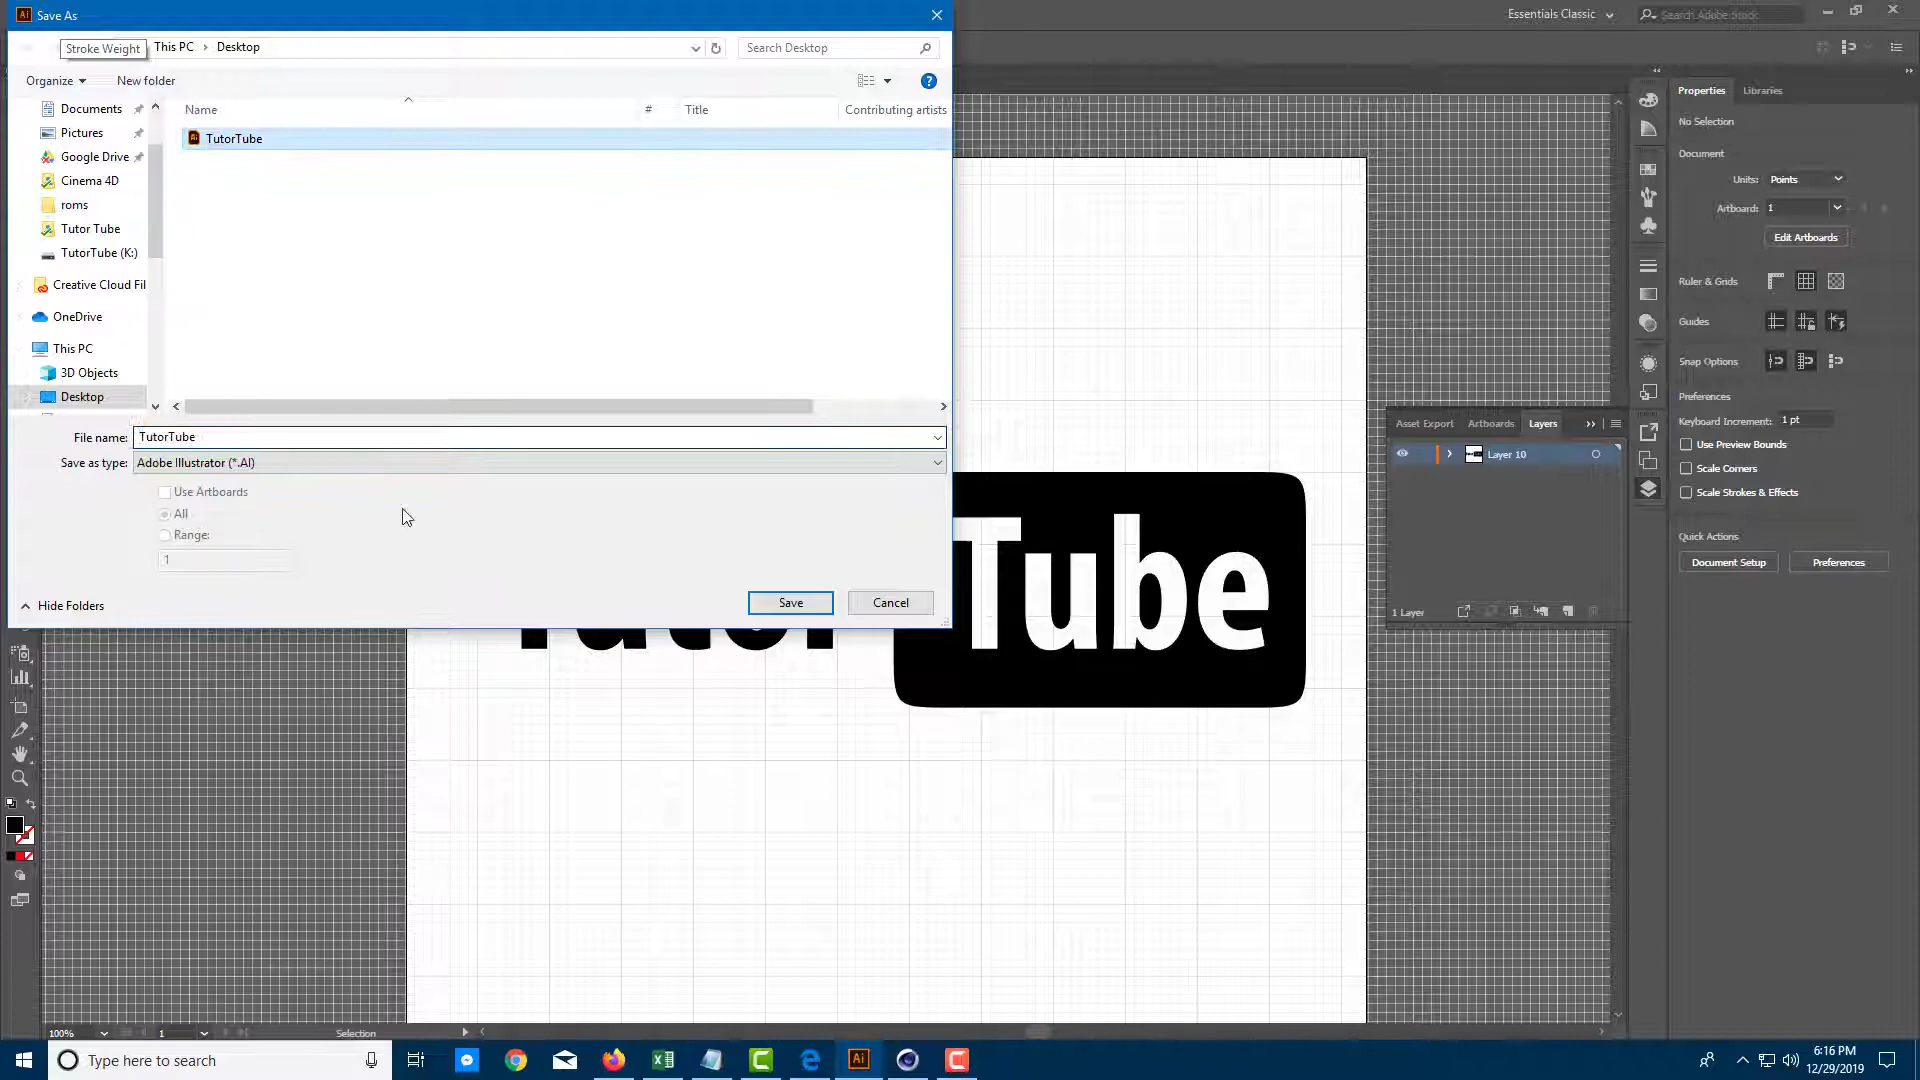 Save As
Stroke Weight
This PC > Desktop
Search Desktop
Organize
New folder
Documents
Pictures
Google Drive
Cinema 4D
roms
Tutor Tube
TutorTube (K:)
Creative Cloud Fil
OneDrive
This PC
3D Objects
Desktop
Name
#
Title
Contributing artists
TutorTube
File name: TutorTube
Save as type: Adobe Illustrator (*.AI)
Use Artboards
All
Range:
1
Hide Folders
Save
Cancel
Essentials Classic
Search Adobe Stock
Properties
Libraries
No Selection
Document
Units: Points
Artboard: 1
Edit Artboards
Ruler & Grids
Guides
Snap Options
Preferences
Keyboard Increment: 1 pt
Use Preview Bounds
Scale Corners
Scale Strokes & Effects
Quick Actions
Document Setup
Preferences
Asset Export
Artboards
Layers
Layer 10
1 Layer
Tutor Tube
100%
1
Selection
Type here to search
6:16 PM
12/29/2019